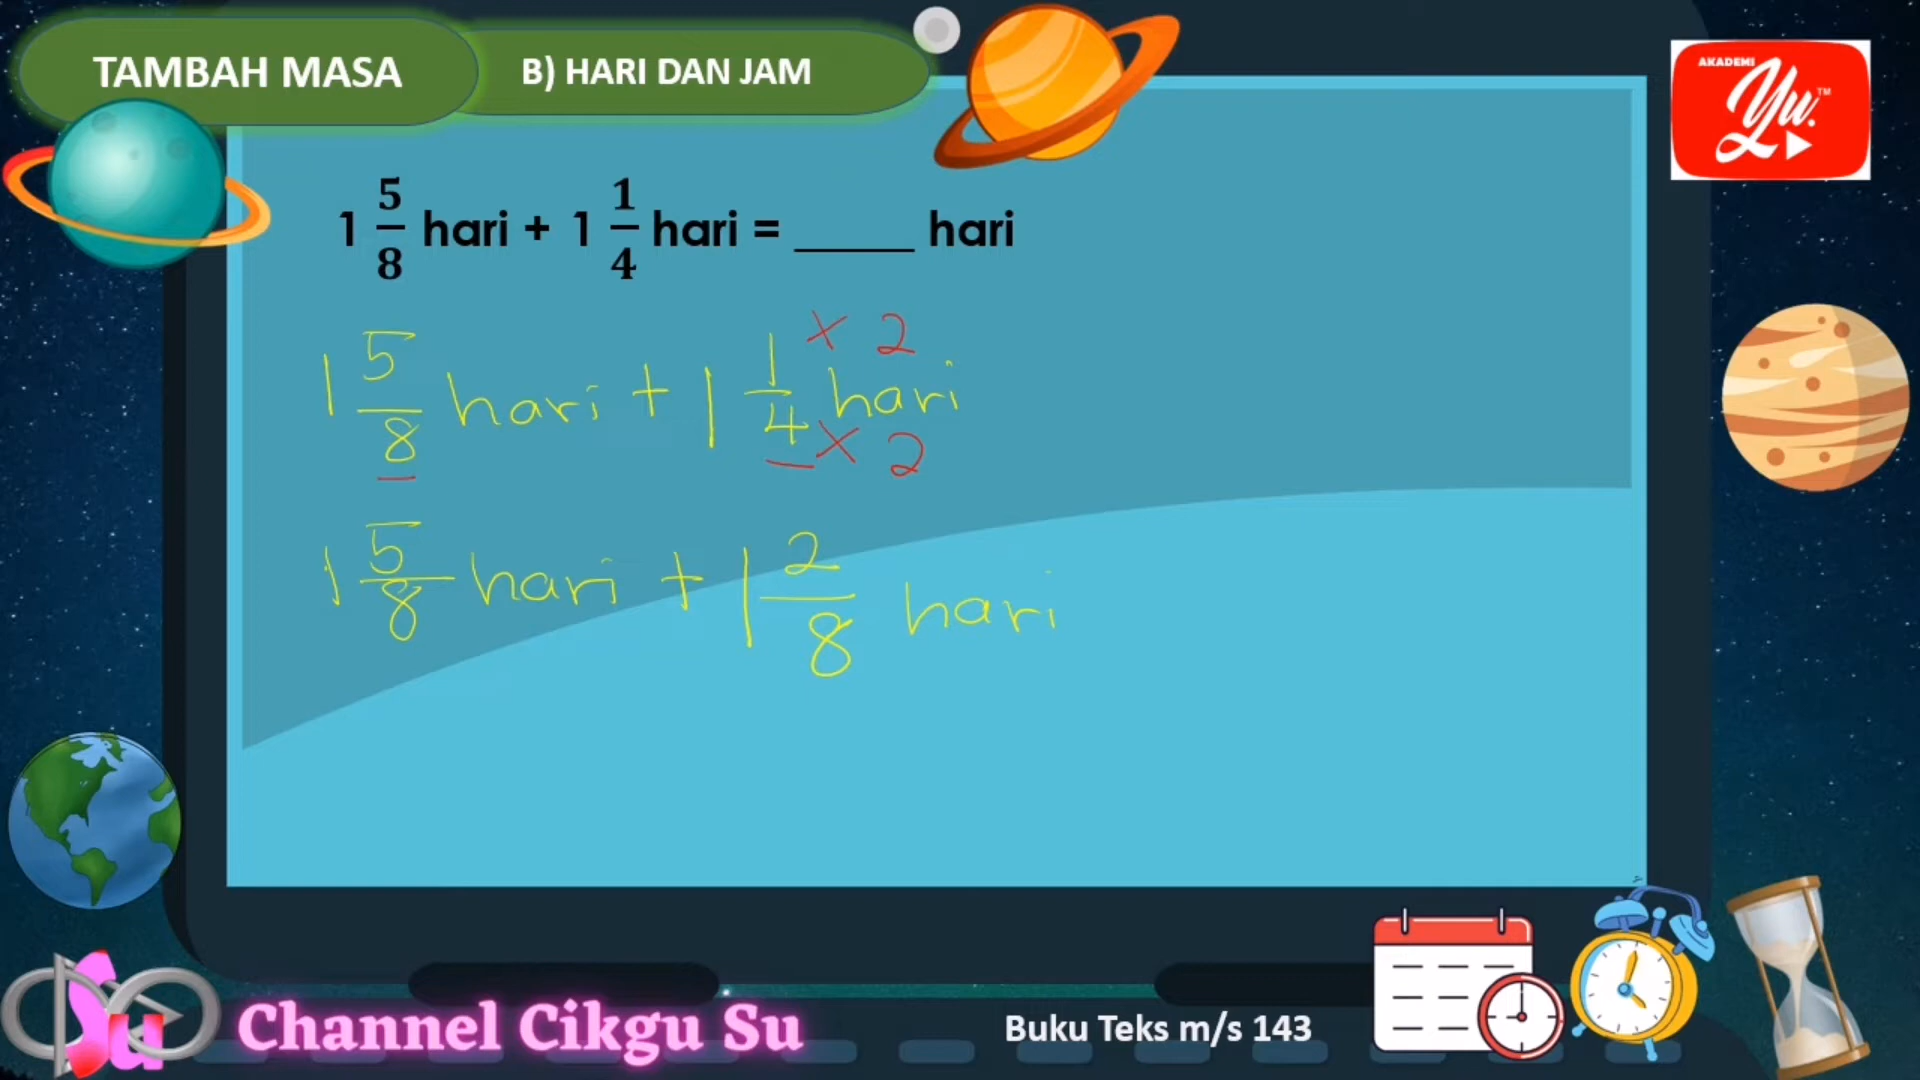 TAMBAH MASA
B) HARI DAN JAM
AKADEMI
Yu.™
1 5/8 hari + 1 1/4 hari = _____ hari
1 5/8 hari + 1 1/4 hari × 2 × 2
1 5/8 hari + 1 2/8 hari
Su
Channel Cikgu Su
Buku Teks m/s 143